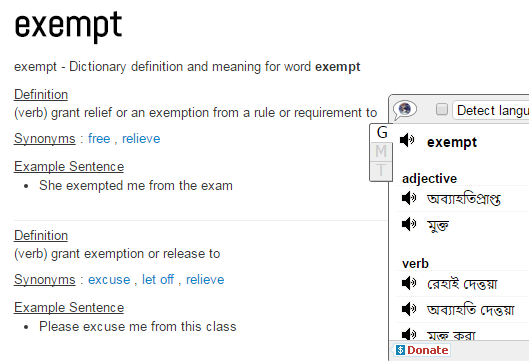 exempt
exempt - Dictionary definition and meaning for word exempt
Definition
(verb) grant relief or an exemption from a rule or requirement to
Synonyms : free , relieve
Example Sentence
• She exempted me from the exam
Definition
(verb) grant exemption or release to
Synonyms : excuse , let off , relieve
Example Sentence
• Please excuse me from this class
Detect langu
G
M
T
exempt
adjective
অব্যাহতিপ্রাপ্ত
মুক্ত
verb
রেহাই দেত্তয়া
অব্যাহতি দেত্তয়া
মুক্ত করা
$ Donate